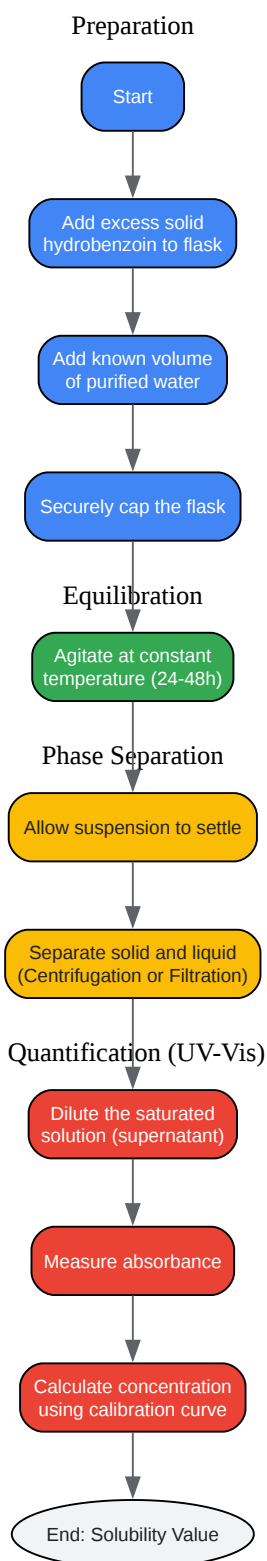 Preparation
Start
Add excess solid
hydrobenzoin to flask
Add known volume
of purified water
Securely cap the flask
Equilibration
Agitate at constant
temperature (24-48h)
Phase Separation
Allow suspension to settle
Separate solid and liquid
(Centrifugation or Filtration)
Quantification (UV-Vis)
Dilute the saturated
solution (supernatant)
Measure absorbance
Calculate concentration
using calibration curve
End: Solubility Value